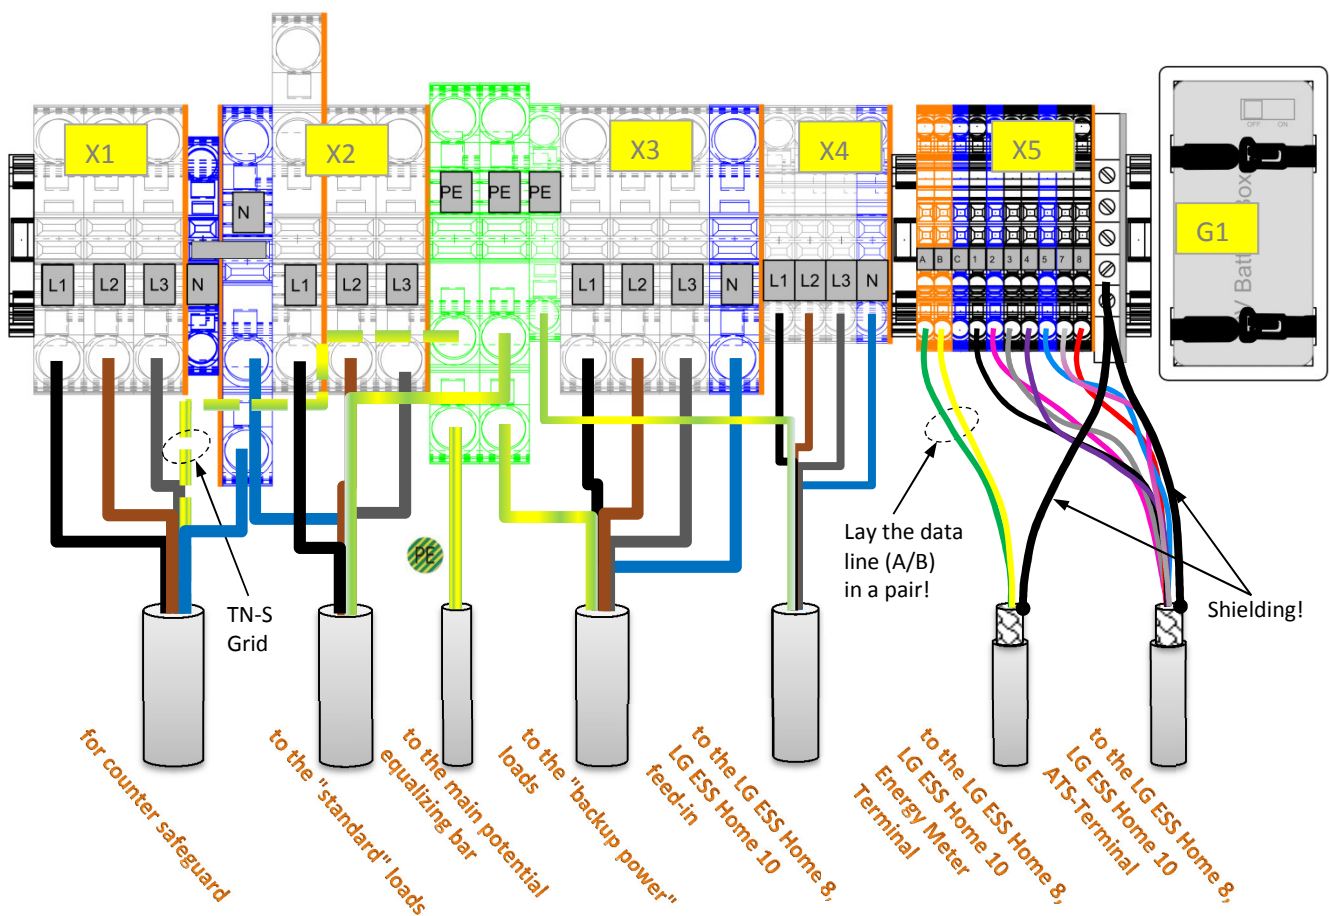 X1
X2
X3
X4
X5
G1
OFF
ON
/ Batt
Box
N
PE
PE
PE
L1
L2
L3
N
L1
L2
L3
L1
L2
L3
N
L1
L2
L3
N
A
B
C
1
2
3
4
5
7
8
PE
TN-S
Grid
Lay the data
line (A/B)
in a pair!
Shielding!
for counter safeguard
to the "standard" loads
to the main potential
equalizing bar
to the "backup power"
loads
to the LG ESS Home 8,
LG ESS Home 10
feed-in
to the LG ESS Home 8,
LG ESS Home 10
Energy Meter
Terminal
to the LG ESS Home 8,
LG ESS Home 10
ATS-Terminal